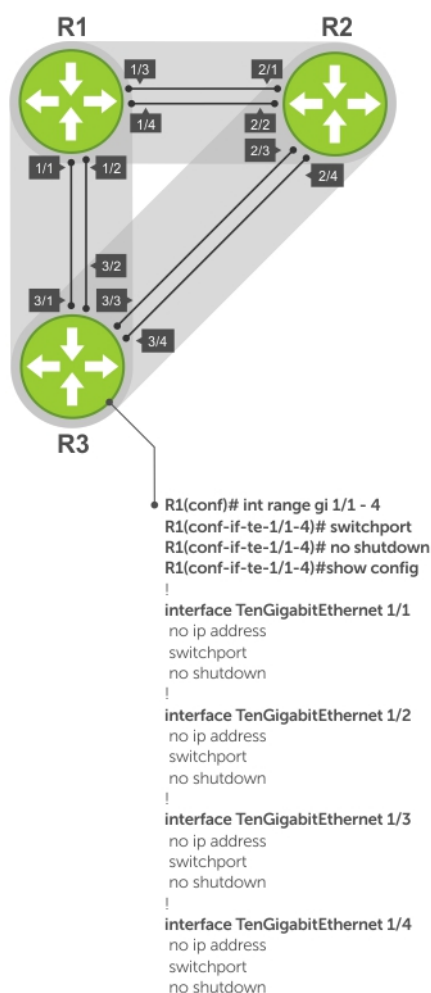 R1
R2
1/3
2/1
1/4
2/2
2/3
1/1
1/2
2/4
3/2
3/1
3/3
3/4
R3
R1(conf)# int range gi 1/1 - 4
R1(conf-if-te-1/1-4)# switchport
R1(conf-if-te-1/1-4)# no shutdown
R1(conf-if-te-1/1-4)#show config
!
interface TenGigabitEthernet 1/1
no ip address
switchport
no shutdown
!
interface TenGigabitEthernet 1/2
no ip address
switchport
no shutdown
!
interface TenGigabitEthernet 1/3
no ip address
switchport
no shutdown
!
interface TenGigabitEthernet 1/4
no ip address
switchport
no shutdown